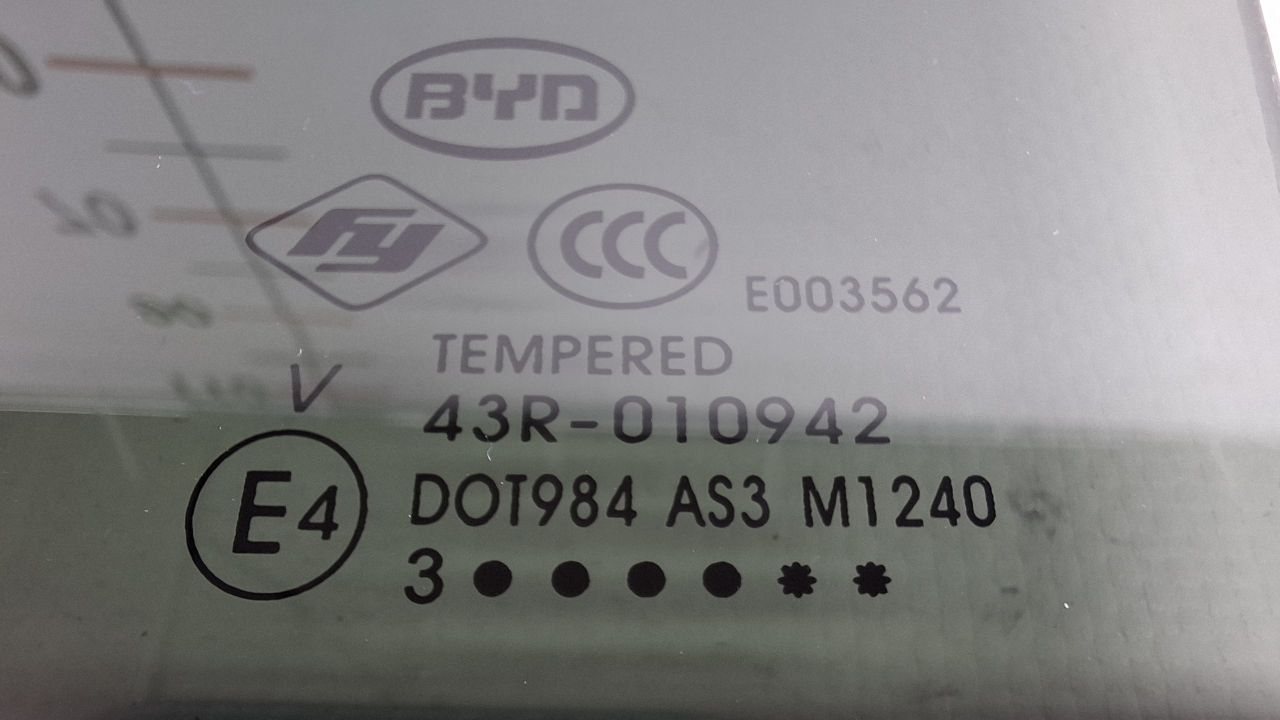 BYD
fy CCC E003562
TEMPERED
V 43R-010942
E4 DOT984 AS3 M1240
3